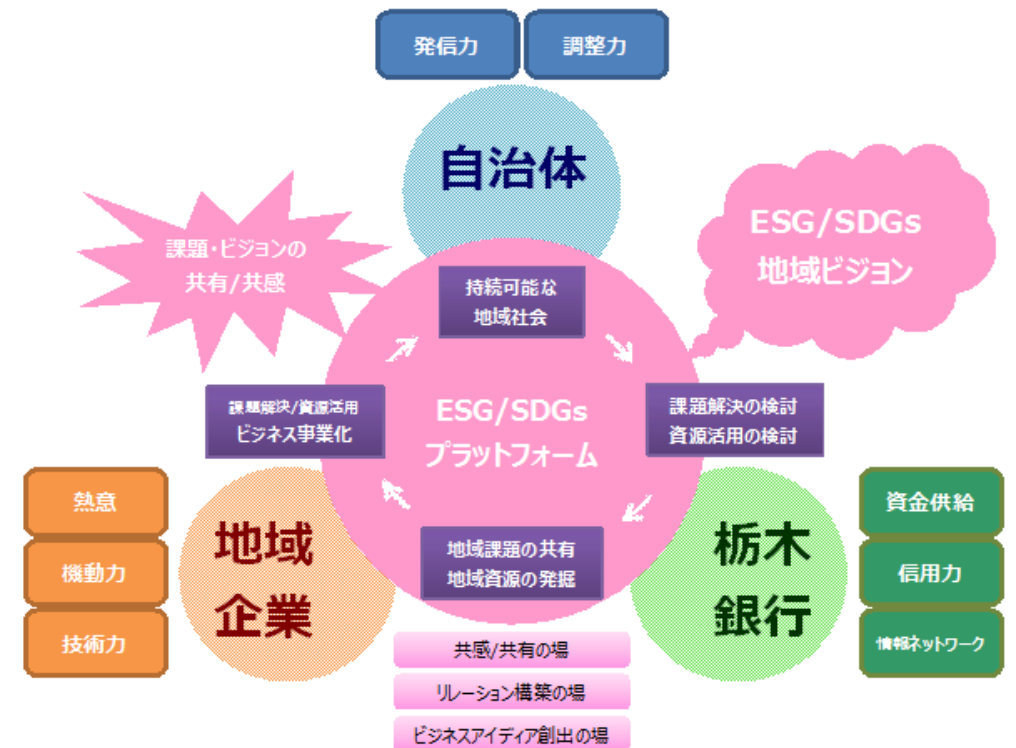 発信力
調整力
自治体
課題・ビジョンの
共有/共感
ESG/SDGs
地域ビジョン
持続可能な
地域社会
課題解決/資源活用
ビジネス事業化
ESG/SDGs
プラットフォーム
課題解決の検討
資源活用の検討
熱意
機動力
技術力
地域
企業
地域課題の共有
地域資源の発掘
栃木
銀行
資金供給
信用力
情報ネットワーク
共感/共有の場
リレーション構築の場
ビジネスアイディア創出の場